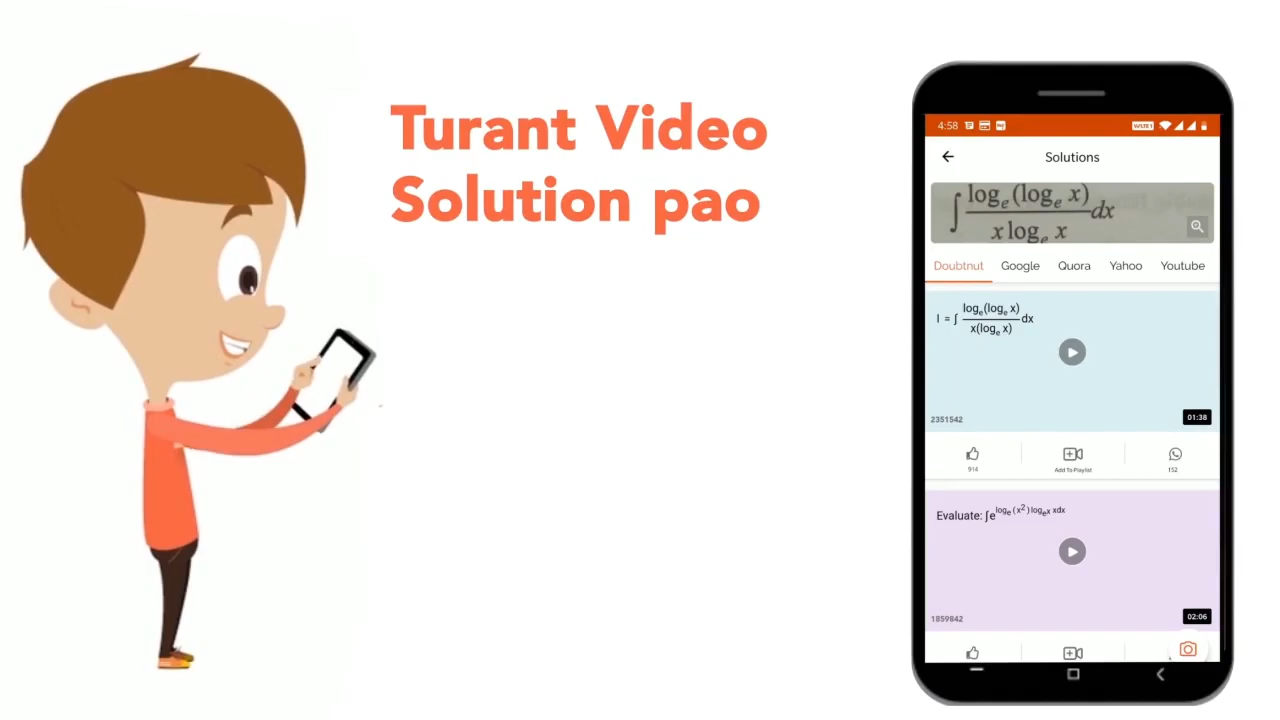 Turant Video
Solution pao
4:58
VoLTE1
Solutions
∫ logₑ(logₑ x) / x logₑ x dx
Doubtnut Google Quora Yahoo Youtube
I = ∫ logₑ(logₑ x) / x(logₑ x) dx
2351542 01:38
914 Add To Playlist 152
Evaluate: ∫e^logₑ(x²)logₑx xdx
1859842 02:06